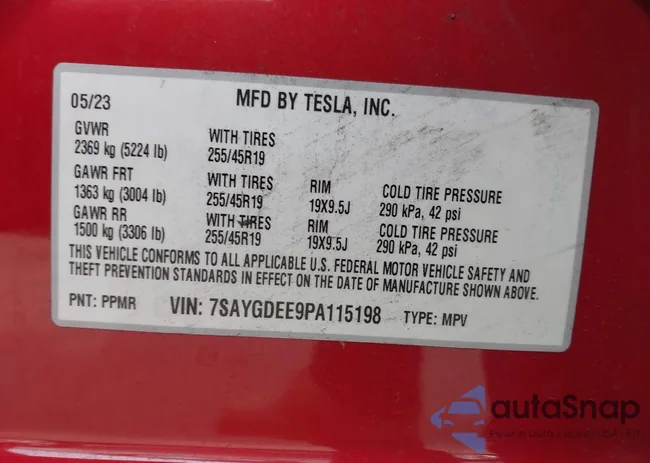 05/23 MFD BY TESLA, INC.
GVWR WITH TIRES
2369 kg (5224 lb) 255/45R19
GAWR FRT WITH TIRES RIM COLD TIRE PRESSURE
1363 kg (3004 lb) 255/45R19 19X9.5J 290 kPa, 42 psi
GAWR RR WITH TIRES RIM COLD TIRE PRESSURE
1500 kg (3306 lb) 255/45R19 19X9.5J 290 kPa, 42 psi
THIS VEHICLE CONFORMS TO ALL APPLICABLE U.S. FEDERAL MOTOR VEHICLE SAFETY AND
THEFT PREVENTION STANDARDS IN EFFECT ON THE DATE OF MANUFACTURE SHOWN ABOVE.
PNT: PPMR VIN: 7SAYGDEE9PA115198 TYPE: MPV
autoSnap